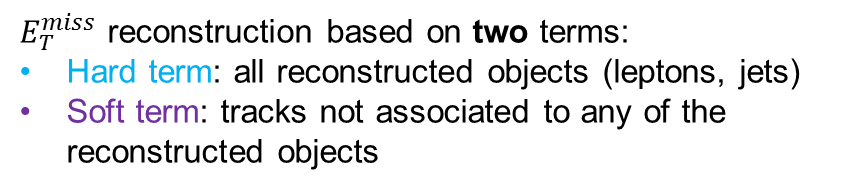 E_T^{miss} reconstruction based on two terms:
• Hard term: all reconstructed objects (leptons, jets)
• Soft term: tracks not associated to any of the
reconstructed objects